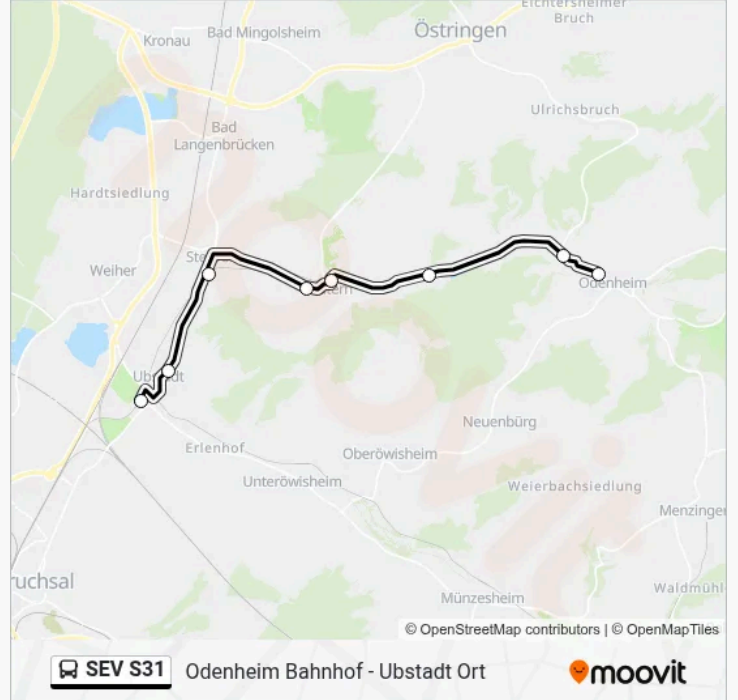 Eichtersheimer
Bruch
Kronau
Bad Mingolsheim
Östringen
Ulrichsbruch
Bad
Langenbrücken
Hardtsiedlung
Weiher
Odenheim
Neuenbürg
Erlenhof
Oberöwisheim
Unteröwisheim
Weierbachsiedlung
Menzingen
ruchsal
Münzesheim
Waldmühl
© OpenStreetMap contributors | © OpenMapTiles
SEV S31
Odenheim Bahnhof - Ubstadt Ort
moovit